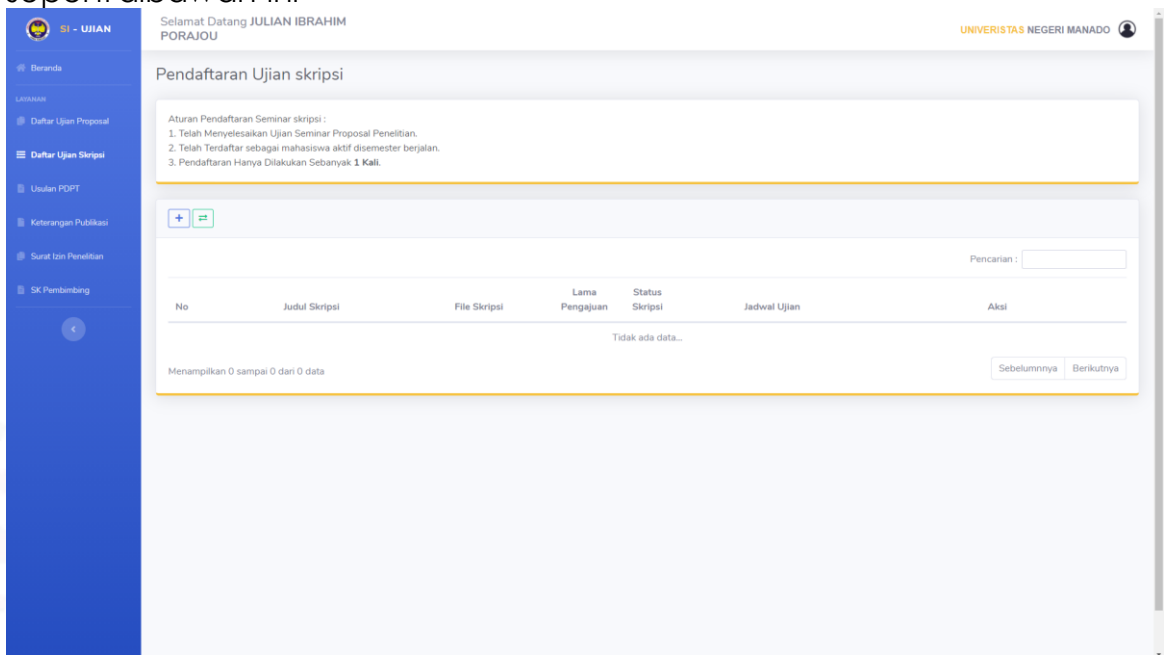 seperti dibawah ini
SI - UJIAN
Selamat Datang JULIAN IBRAHIM
PORAJOU
UNIVERISTAS NEGERI MANADO
Beranda
LAYANAN
Daftar Ujian Proposal
Daftar Ujian Skripsi
Usulan PDPT
Keterangan Publikasi
Surat Izin Penelitian
SK Pembimbing
Pendaftaran Ujian skripsi
Aturan Pendaftaran Seminar skripsi :
1. Telah Menyelesaikan Ujian Seminar Proposal Penelitian.
2. Telah Terdaftar sebagai mahasiswa aktif disemester berjalan.
3. Pendaftaran Hanya Dilakukan Sebanyak 1 Kali.
Pencarian :
No Judul Skripsi File Skripsi Lama Pengajuan Status Skripsi Jadwal Ujian Aksi
Tidak ada data...
Menampilkan 0 sampai 0 dari 0 data
Sebelumnnya Berikutnya